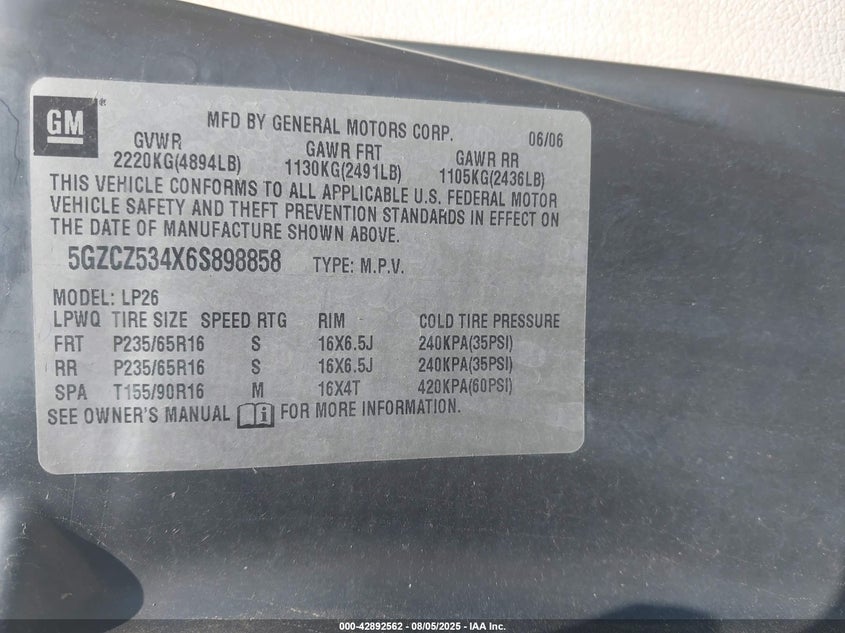 GM
MFD BY GENERAL MOTORS CORP. 06/06
GVWR GAWR FRT GAWR RR
2220KG(4894LB) 1130KG(2491LB) 1105KG(2436LB)
THIS VEHICLE CONFORMS TO ALL APPLICABLE U.S. FEDERAL MOTOR
VEHICLE SAFETY AND THEFT PREVENTION STANDARDS IN EFFECT ON
THE DATE OF MANUFACTURE SHOWN ABOVE.
5GZCZ534X6S898858 TYPE: M.P.V.
MODEL: LP26
LPWQ TIRE SIZE SPEED RTG RIM COLD TIRE PRESSURE
FRT P235/65R16 S 16X6.5J 240KPA(35PSI)
RR P235/65R16 S 16X6.5J 240KPA(35PSI)
SPA T155/90R16 M 16X4T 420KPA(60PSI)
SEE OWNER'S MANUAL FOR MORE INFORMATION.
000-42892562 - 08/05/2025 - IAA Inc.